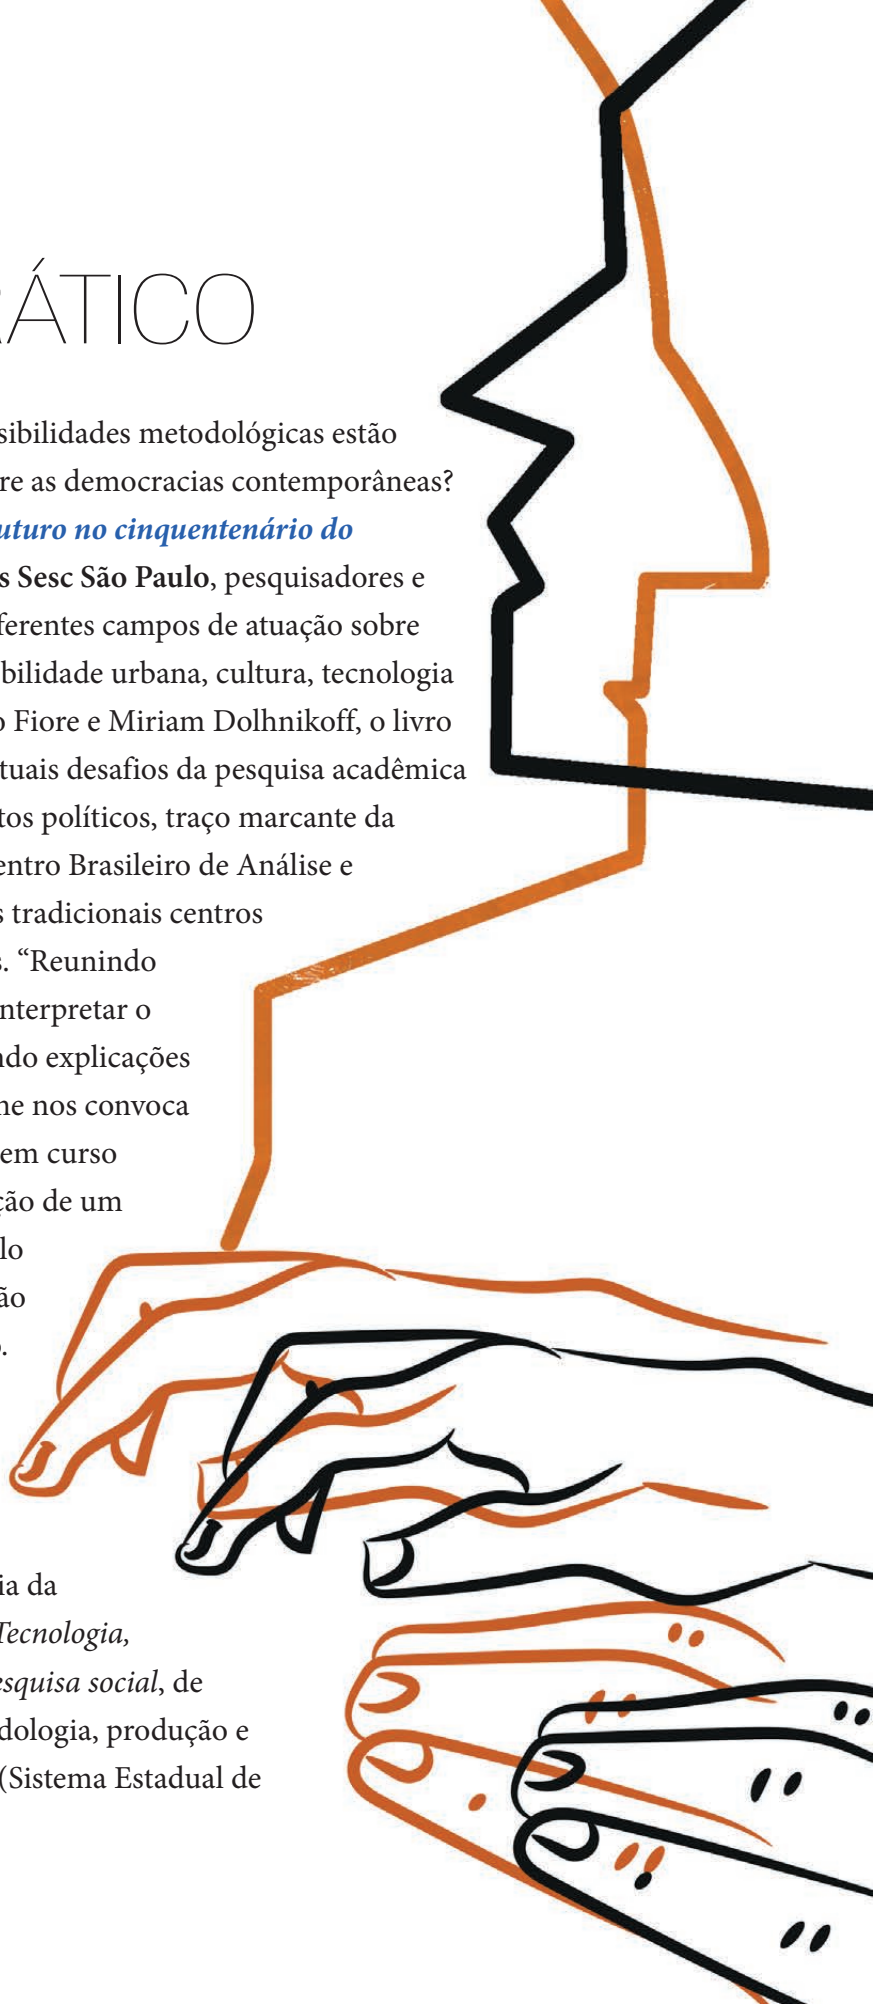 RÁTICO
sibilidades metodológicas estão
re as democracias contemporâneas?
uturo no cinquentenário do
s Sesc São Paulo, pesquisadores e
ferentes campos de atuação sobre
bilidade urbana, cultura, tecnologia
o Fiore e Miriam Dolhnikoff, o livro
tuais desafios da pesquisa acadêmica
tos políticos, traço marcante da
entro Brasileiro de Análise e
s tradicionais centros
s. “Reunindo
nterpretar o
ndo explicações
ne nos convoca
em curso
ção de um
lo
ão
o.
ia da
Tecnologia,
esquisa social, de
dologia, produção e
(Sistema Estadual de